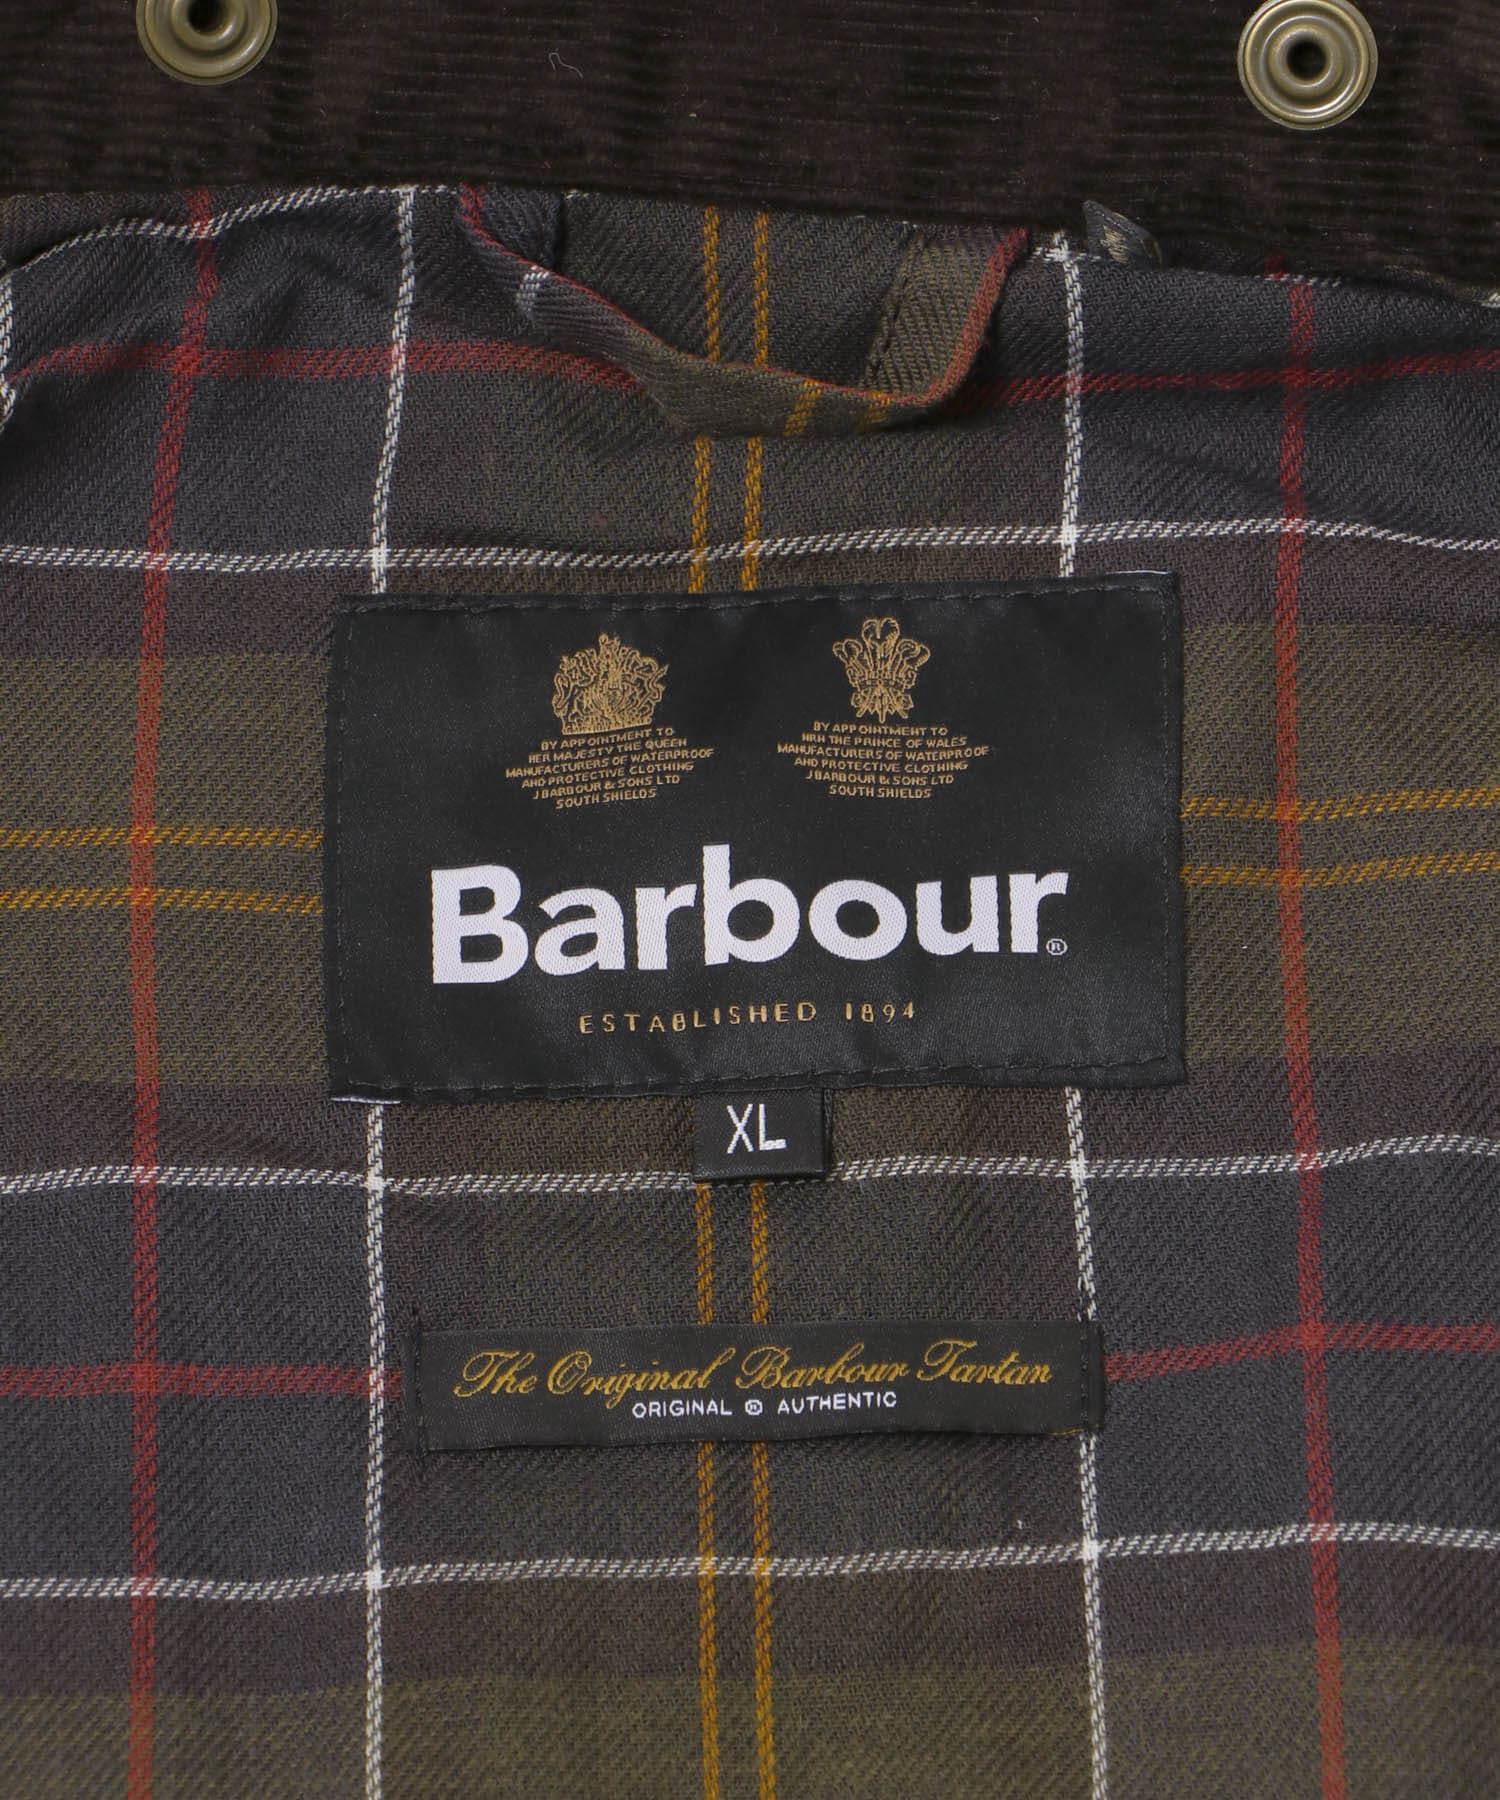 BY APPOINTMENT TO
HER MAJESTY THE QUEEN
MANUFACTURERS OF WATERPROOF
AND PROTECTIVE CLOTHING
J BARBOUR & SONS LTD
SOUTH SHIELDS
BY APPOINTMENT TO
HRH THE PRINCE OF WALES
MANUFACTURERS OF WATERPROOF
AND PROTECTIVE CLOTHING
J BARBOUR & SONS LTD
SOUTH SHIELDS
Barbour®
ESTABLISHED 1894
XL
The Original Barbour Tartan
ORIGINAL ® AUTHENTIC